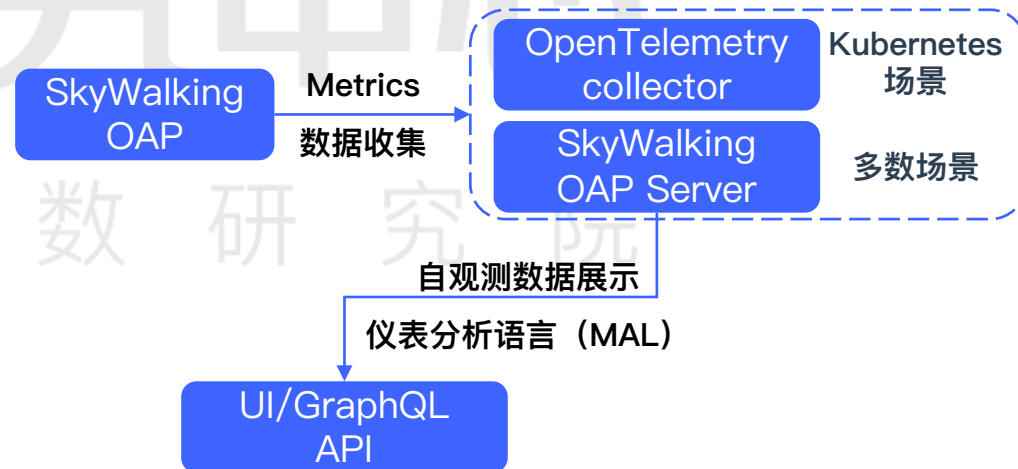 SkyWalking
OAP
Metrics
数据收集
OpenTelemetry
collector
Kubernetes
场景
SkyWalking
OAP Server
多数场景
数 研 究 院
自观测数据展示
仪表分析语言（MAL）
UI/GraphQL
API